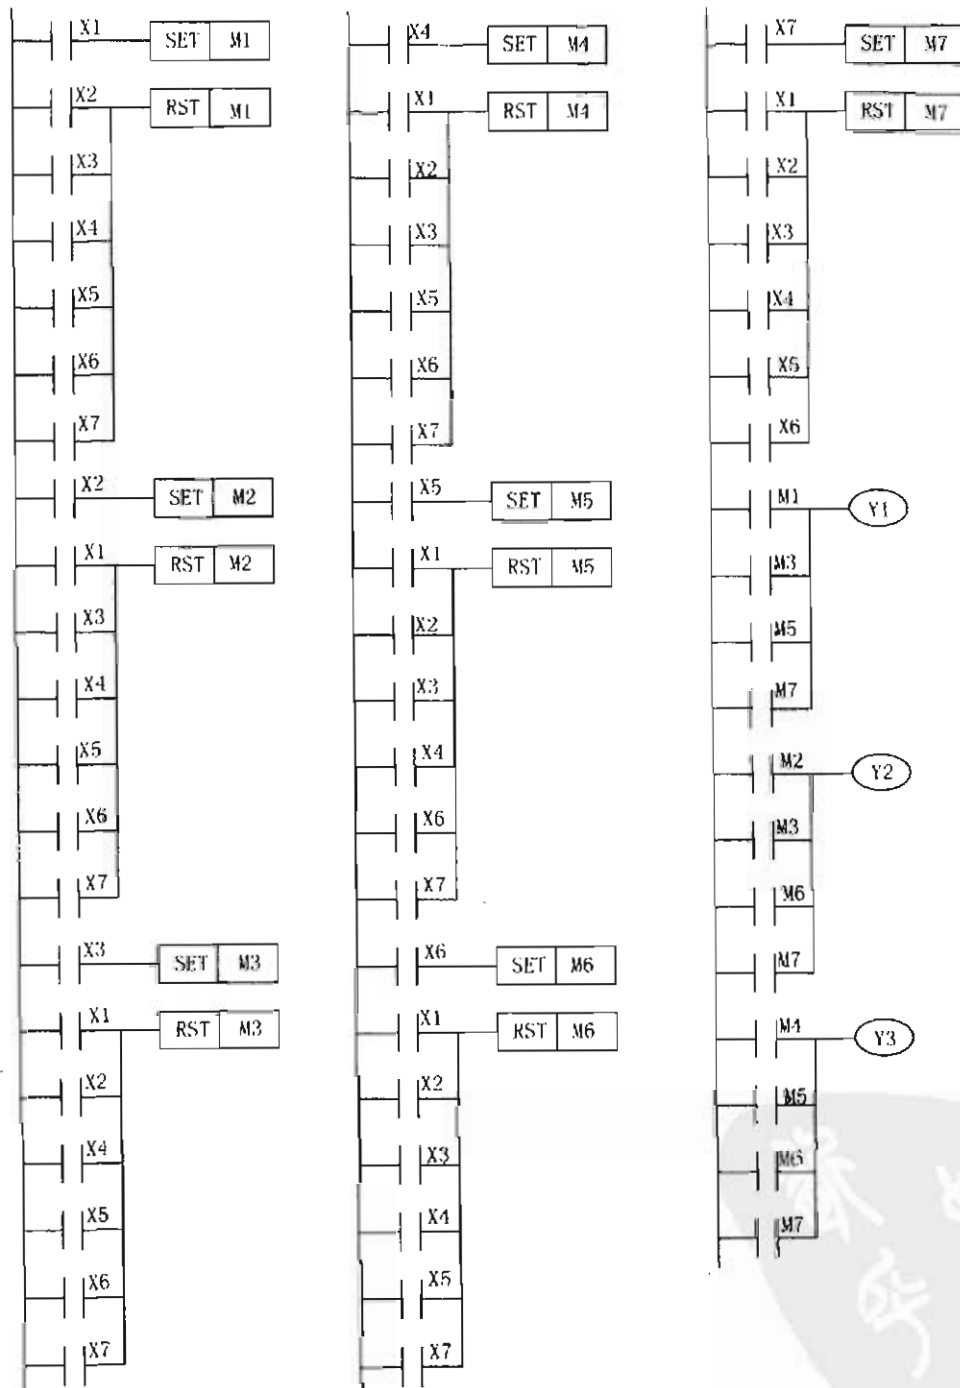 X1 SET M1
X2 RST M1
X3
X4
X5
X6
X7
X2 SET M2
X1 RST M2
X3
X4
X5
X6
X7
X3 SET M3
X1 RST M3
X2
X4
X5
X6
X7
X4 SET M4
X1 RST M4
X2
X3
X5
X6
X7
X5 SET M5
X1 RST M5
X2
X3
X4
X6
X7
X6 SET M6
X1 RST M6
X2
X3
X4
X5
X7
X7 SET M7
X1 RST M7
X2
X3
X4
X5
X6
M1 Y1
M3
M5
M7
M2 Y2
M3
M6
M7
M4 Y3
M5
M6
M7